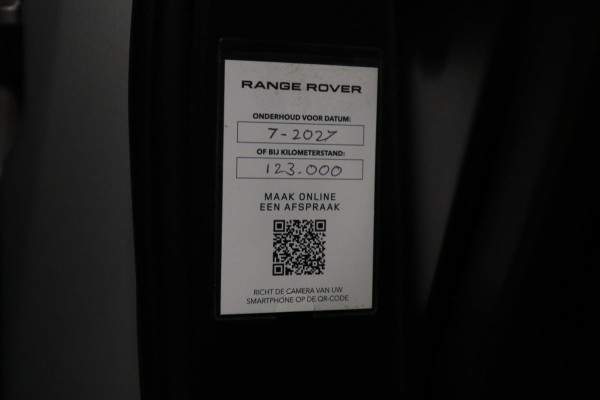 RANGE ROVER
ONDERHOUD VOOR DATUM:
7-2027
OF BIJ KILOMETERSTAND:
123.000
MAAK ONLINE
EEN AFSPRAAK
RICHT DE CAMERA VAN UW
SMARTPHONE OP DE QR-CODE